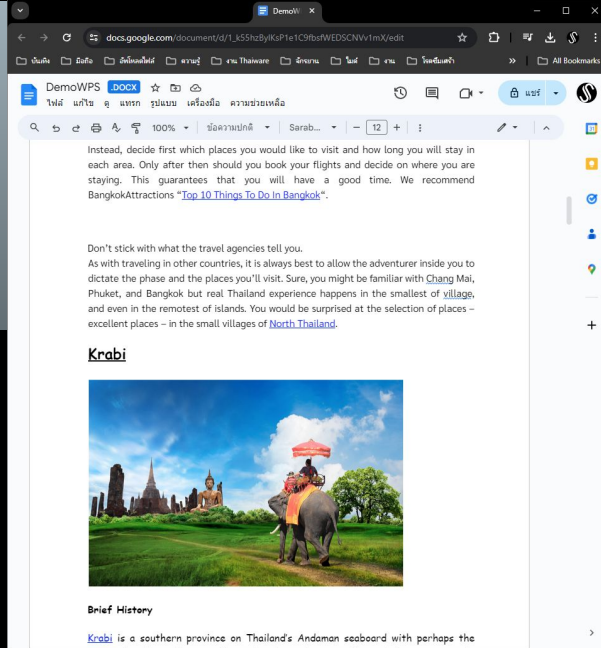 DemoW
docs.google.com/document/d/1_k55hzByIKsP1e1C9fbsfWEDSCNVv1mX/edit
บันเทิง มือถือ อัพโหลดไฟล์ ความรู้ งาน Thaiware จักรยาน ไมค์ งาน โรคซึมเศร้า » All Bookmarks
DemoWPS .DOCX
ไฟล์ แก้ไข ดู แทรก รูปแบบ เครื่องมือ ความช่วยเหลือ
แชร์
100% ข้อความปกติ Sarab... − 12 +
Instead, decide first which places you would like to visit and how long you will stay in
each area. Only after then should you book your flights and decide on where you are
staying. This guarantees that you will have a good time. We recommend
BangkokAttractions “Top 10 Things To Do In Bangkok“.
Don’t stick with what the travel agencies tell you.
As with traveling in other countries, it is always best to allow the adventurer inside you to
dictate the phase and the places you’ll visit. Sure, you might be familiar with Chang Mai,
Phuket, and Bangkok but real Thailand experience happens in the smallest of village,
and even in the remotest of islands. You would be surprised at the selection of places –
excellent places – in the small villages of North Thailand.
Krabi
Brief History
Krabi is a southern province on Thailand's Andaman seaboard with perhaps the